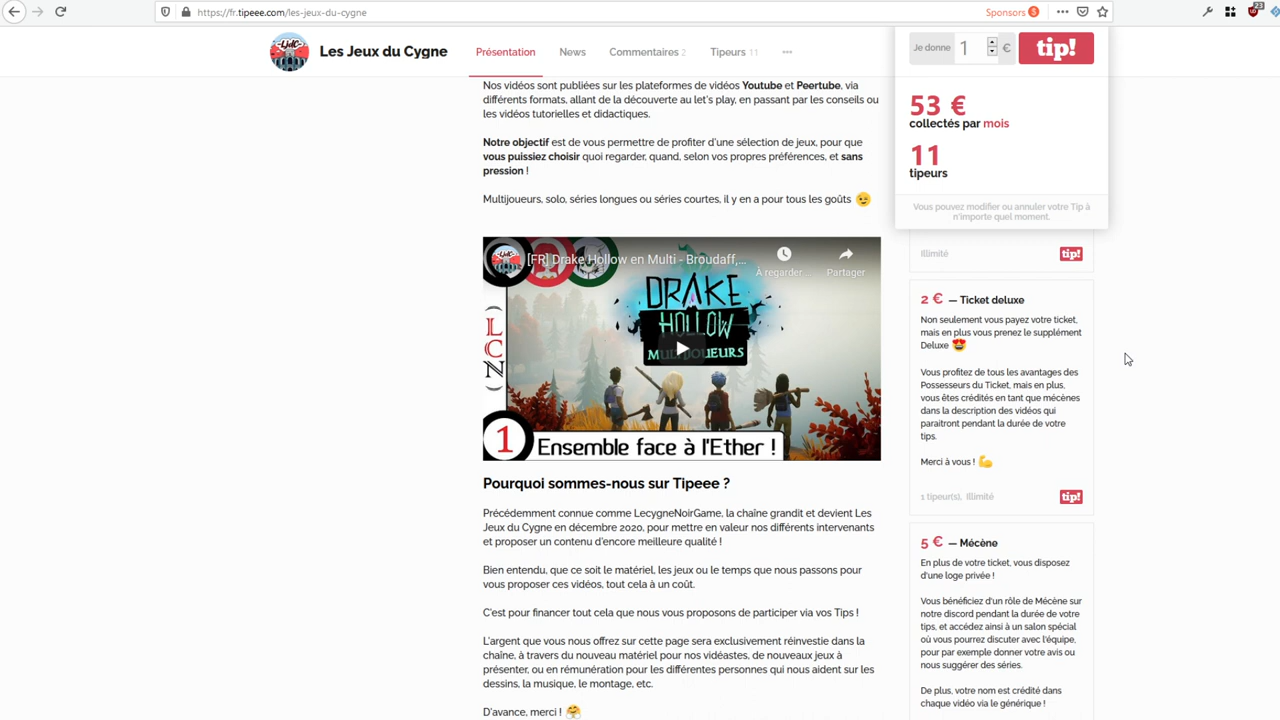 https://fr.tipeee.com/les-jeux-du-cygne
Sponsors
23
LJdC
Les Jeux du Cygne
Présentation
News
Commentaires 2
Tipeurs 11
Nos vidéos sont publiées sur les plateformes de vidéos Youtube et Peertube, via
différents formats, allant de la découverte au let's play, en passant par les conseils ou
les vidéos tutorielles et didactiques.
Notre objectif est de vous permettre de profiter d'une sélection de jeux, pour que
vous puissiez choisir quoi regarder, quand, selon vos propres préférences, et sans
pression !
Multijoueurs, solo, séries longues ou séries courtes, il y en a pour tous les goûts
[FR] Drake Hollow en Multi - Broudaff,...
À regarder...
Partager
DRAKE
HOLLOW
MULTIJOUEURS
LCN
1
Ensemble face à l'Ether !
Pourquoi sommes-nous sur Tipeee ?
Précédemment connue comme LecygneNoirGame, la chaîne grandit et devient Les
Jeux du Cygne en décembre 2020, pour mettre en valeur nos différents intervenants
et proposer un contenu d'encore meilleure qualité !
Bien entendu, que ce soit le matériel, les jeux ou le temps que nous passons pour
vous proposer ces vidéos, tout cela à un coût.
C'est pour financer tout cela que nous vous proposons de participer via vos Tips !
L'argent que vous nous offrez sur cette page sera exclusivement réinvestie dans la
chaîne, à travers du nouveau matériel pour nos vidéastes, de nouveaux jeux à
présenter, ou en rémunération pour les différentes personnes qui nous aident sur les
dessins, la musique, le montage, etc.
D'avance, merci !
Je donne 1 €
tip!
53 €
collectés par mois
11
tipeurs
Vous pouvez modifier ou annuler votre Tip à
n'importe quel moment.
Illimité
tip!
2 € — Ticket deluxe
Non seulement vous payez votre ticket,
mais en plus vous prenez le supplément
Deluxe
Vous profitez de tous les avantages des
Possesseurs du Ticket, mais en plus,
vous êtes crédités en tant que mécènes
dans la description des vidéos qui
paraitront pendant la durée de votre
tips.
Merci à vous !
1 tipeur(s), Illimité
tip!
5 € — Mécène
En plus de votre ticket, vous disposez
d'une loge privée !
Vous bénéficiez d'un rôle de Mécène sur
notre discord pendant la durée de votre
tips, et accédez ainsi à un salon spécial
où vous pourrez discuter avec l'équipe,
pour par exemple donner votre avis ou
nous suggérer des séries.
De plus, votre nom est crédité dans
chaque vidéo via le générique !